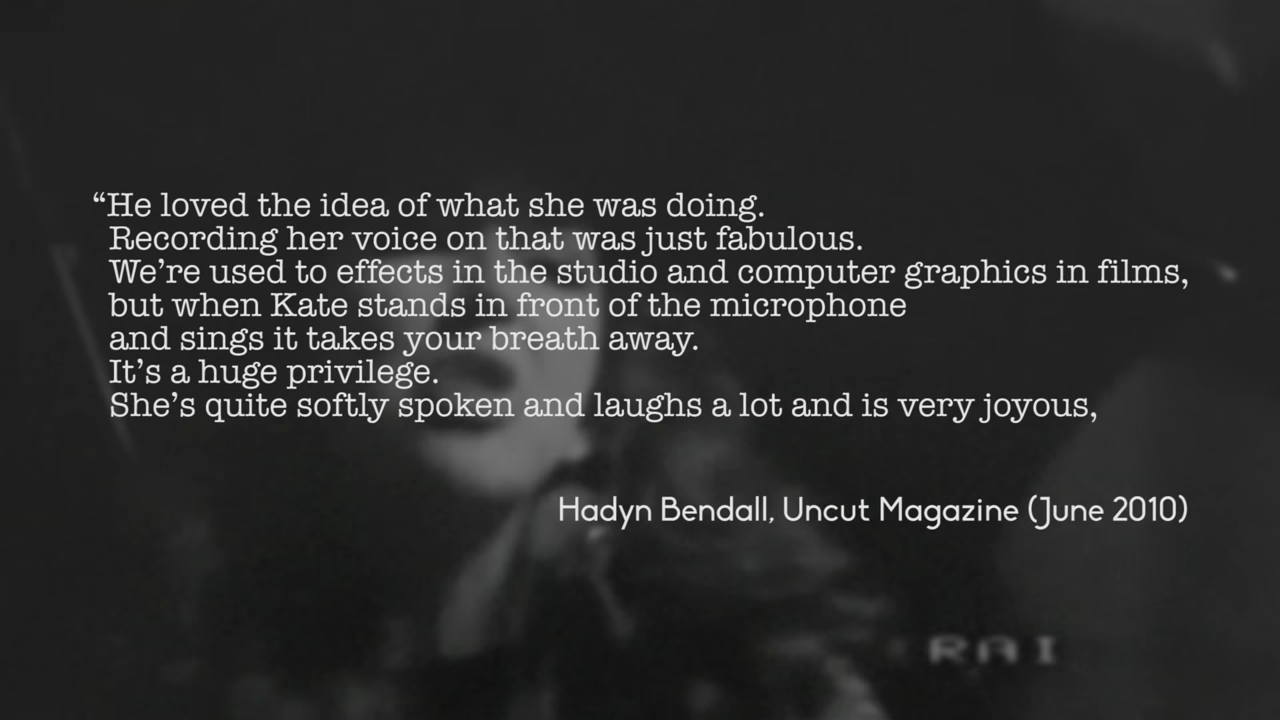 “He loved the idea of what she was doing.
Recording her voice on that was just fabulous.
We’re used to effects in the studio and computer graphics in films,
but when Kate stands in front of the microphone
and sings it takes your breath away.
It’s a huge privilege.
She’s quite softly spoken and laughs a lot and is very joyous,
Hadyn Bendall, Uncut Magazine (June 2010)
RAI